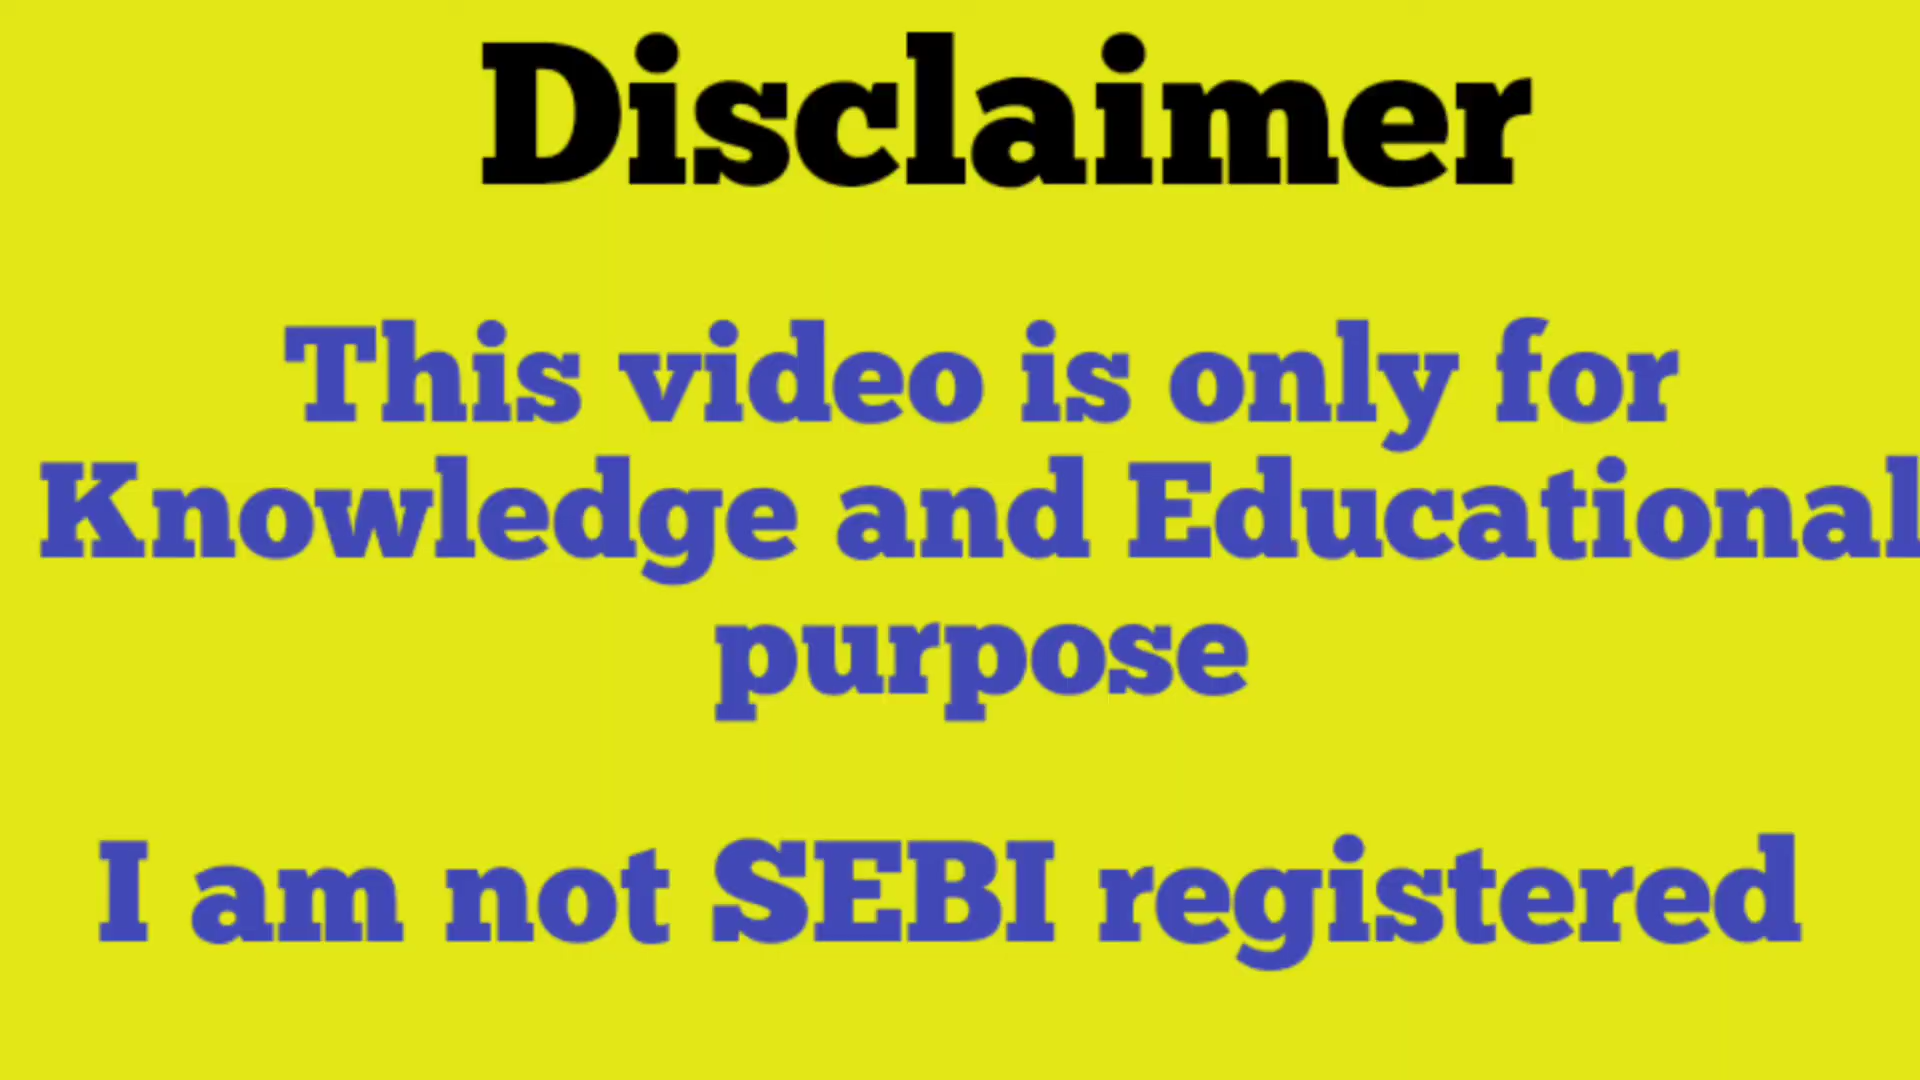 Disclaimer
This video is only for
Knowledge and Educational
purpose
I am not SEBI registered